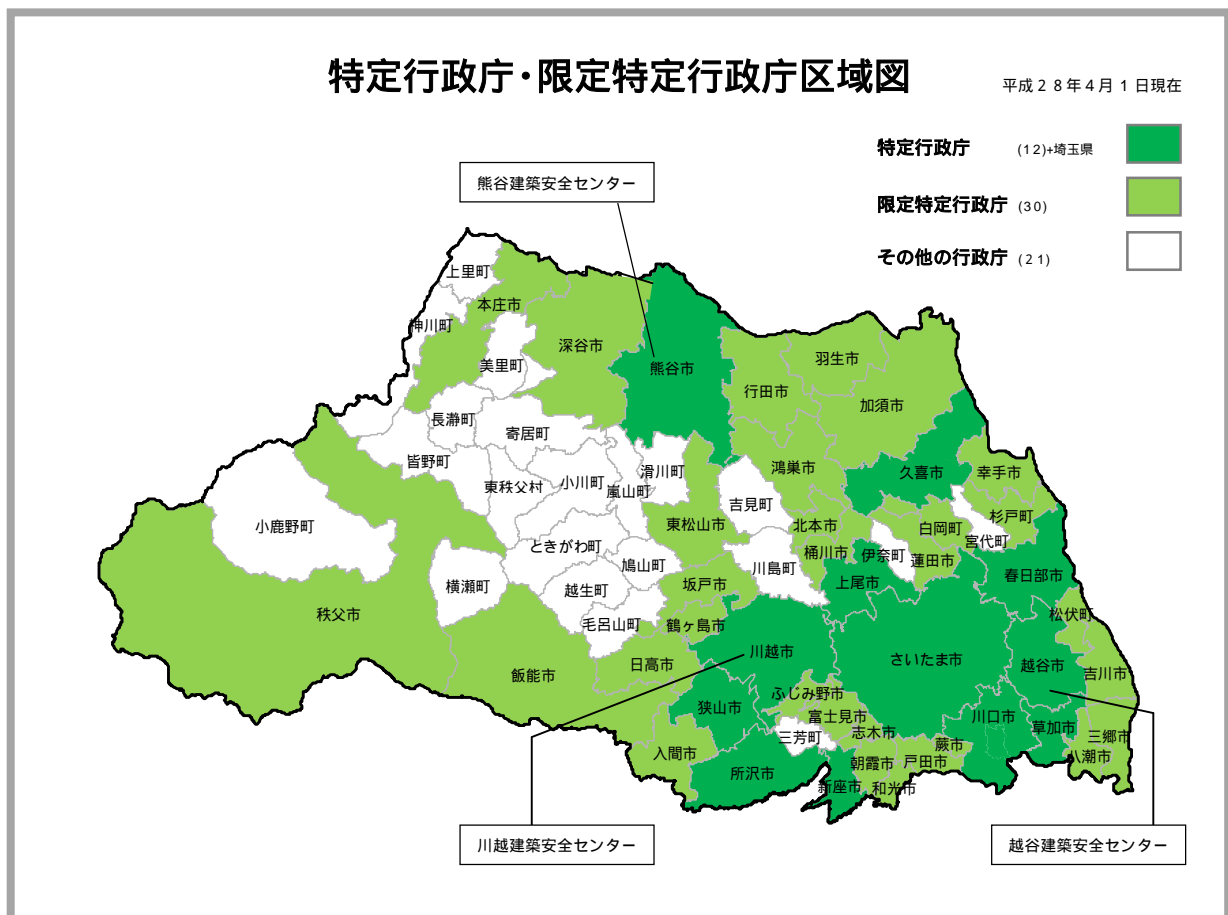 特定行政庁・限定特定行政庁区域図
平成28年4月1日現在
特定行政庁 (12)+埼玉県
限定特定行政庁 (30)
その他の行政庁 (21)
熊谷建築安全センター
上里町
本庄市
神川町
深谷市
美里町
熊谷市
羽生市
行田市
加須市
長瀞町
寄居町
皆野町
東秩父村
小川町
嵐山町
滑川町
鴻巣市
久喜市
幸手市
吉見町
小鹿野町
東松山市
北本市
白岡町
杉戸町
宮代町
ときがわ町
鳩山町
川島町
桶川市
伊奈町
蓮田市
春日部市
横瀬町
越生町
坂戸市
上尾市
秩父市
毛呂山町
鶴ヶ島市
松伏町
飯能市
日高市
川越市
さいたま市
越谷市
吉川市
狭山市
ふじみ野市
富士見市
志木市
三芳町
川口市
草加市
三郷市
入間市
所沢市
新座市
朝霞市
和光市
戸田市
蕨市
八潮市
川越建築安全センター
越谷建築安全センター